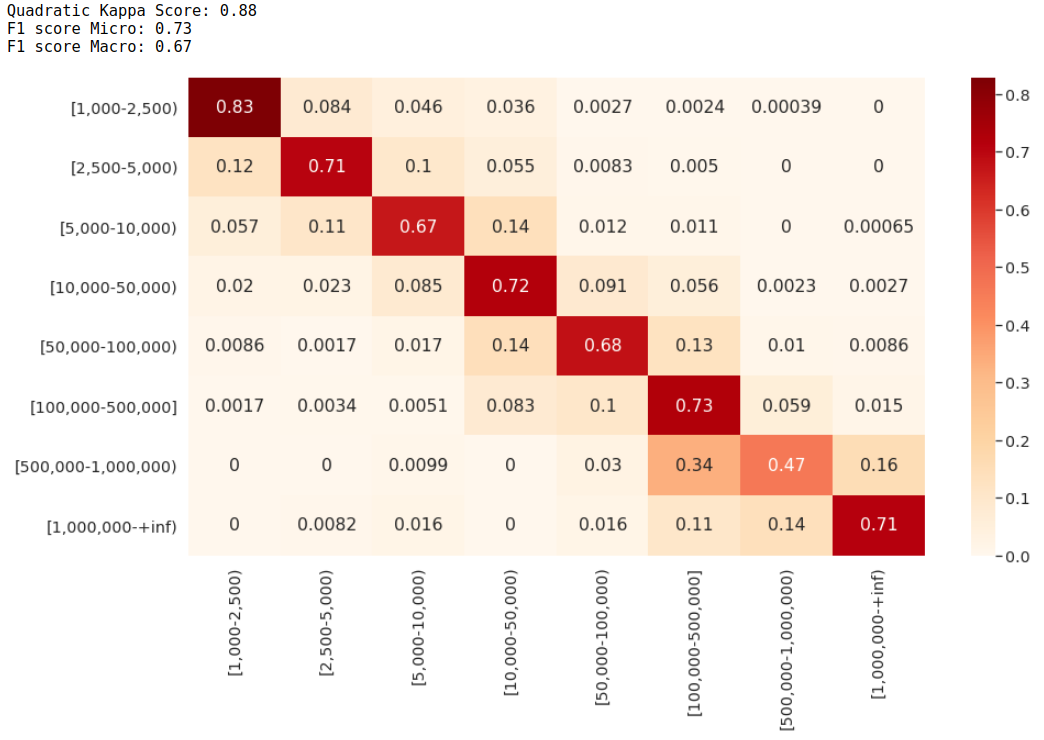 Quadratic Kappa Score: 0.88
F1 score Micro: 0.73
F1 score Macro: 0.67
[1,000-2,500) 0.83 0.084 0.046 0.036 0.0027 0.0024 0.00039 0
[2,500-5,000) 0.12 0.71 0.1 0.055 0.0083 0.005 0 0
[5,000-10,000) 0.057 0.11 0.67 0.14 0.012 0.011 0 0.00065
[10,000-50,000) 0.02 0.023 0.085 0.72 0.091 0.056 0.0023 0.0027
[50,000-100,000) 0.0086 0.0017 0.017 0.14 0.68 0.13 0.01 0.0086
[100,000-500,000] 0.0017 0.0034 0.0051 0.083 0.1 0.73 0.059 0.015
[500,000-1,000,000) 0 0 0.0099 0 0.03 0.34 0.47 0.16
[1,000,000-+inf) 0 0.0082 0.016 0 0.016 0.11 0.14 0.71
[1,000-2,500)
[2,500-5,000)
[5,000-10,000)
[10,000-50,000)
[50,000-100,000)
[100,000-500,000]
[500,000-1,000,000)
[1,000,000-+inf)
0.8
0.7
0.6
0.5
0.4
0.3
0.2
0.1
0.0